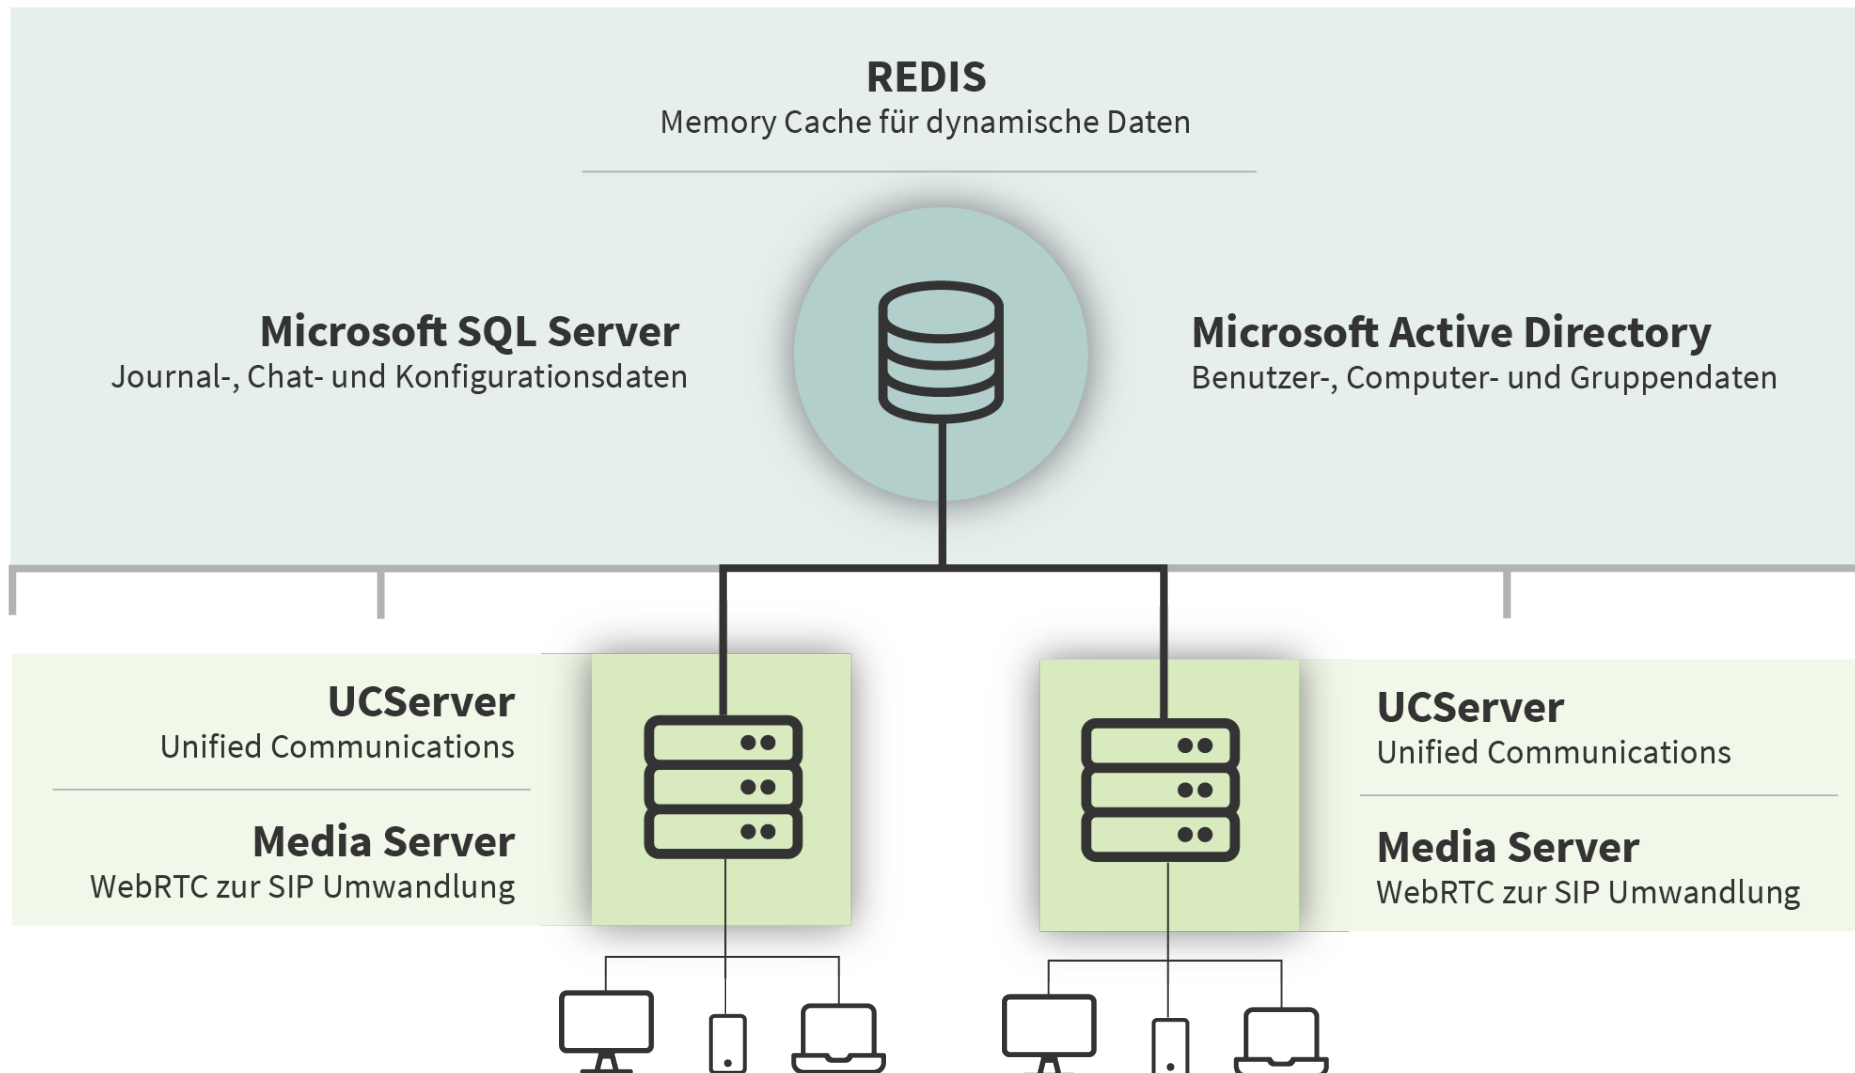 REDIS
Memory Cache für dynamische Daten
Microsoft SQL Server
Journal-, Chat- und Konfigurationsdaten
Microsoft Active Directory
Benutzer-, Computer- und Gruppendaten
UCServer
Unified Communications
Media Server
WebRTC zur SIP Umwandlung
UCServer
Unified Communications
Media Server
WebRTC zur SIP Umwandlung